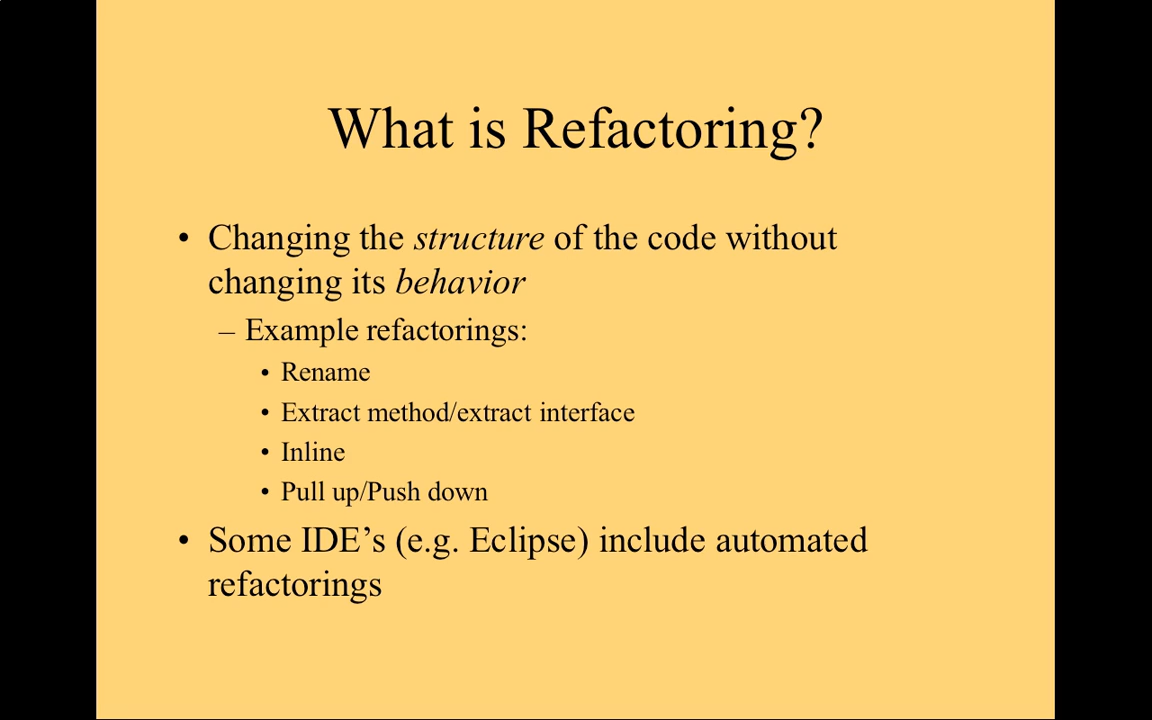 What is Refactoring?
• Changing the structure of the code without
changing its behavior
– Example refactorings:
• Rename
• Extract method/extract interface
• Inline
• Pull up/Push down
• Some IDE’s (e.g. Eclipse) include automated
refactorings